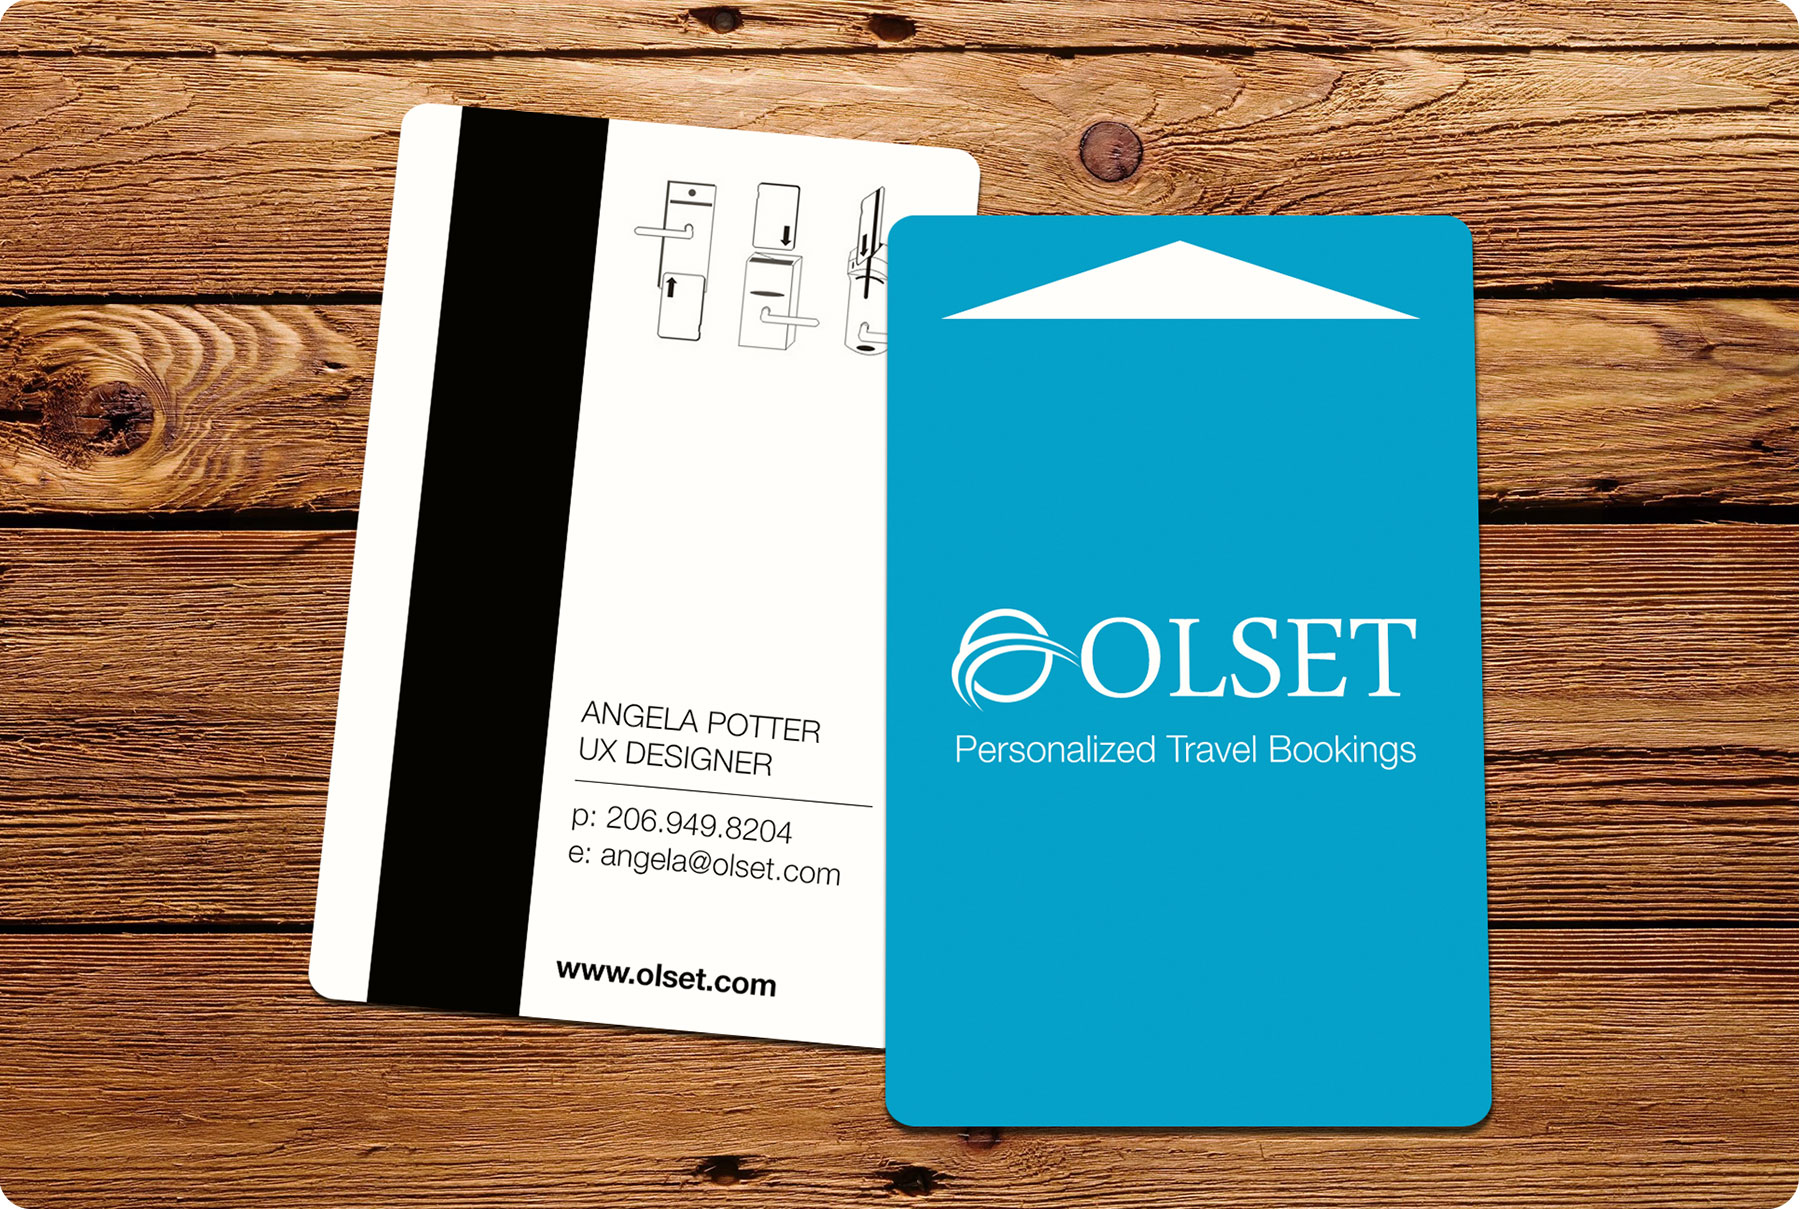 ANGELA POTTER
UX DESIGNER
p: 206.949.8204
e: angela@olset.com
www.olset.com
OLSET
Personalized Travel Bookings